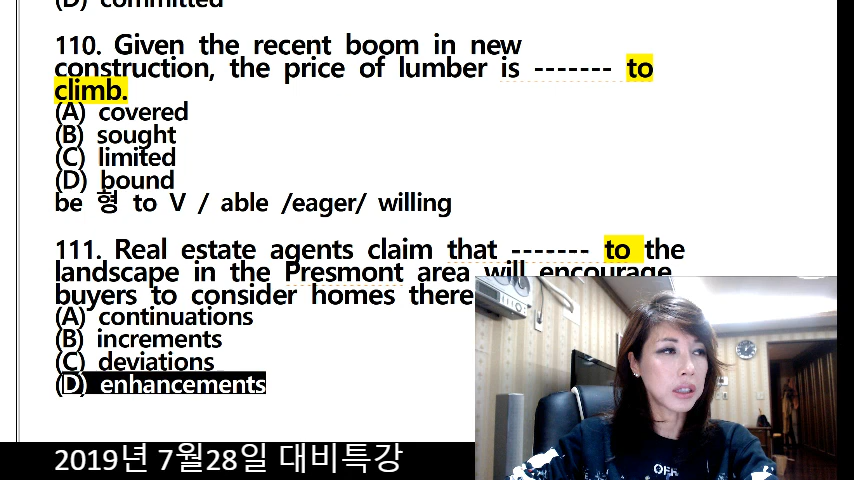 (D) committed
110. Given the recent boom in new
construction, the price of lumber is ------- to
climb.
(A) covered
(B) sought
(C) limited
(D) bound
be 형 to V / able /eager/ willing
111. Real estate agents claim that ------- to the
landscape in the Presmont area will encourage
buyers to consider homes there
(A) continuations
(B) increments
(C) deviations
(D) enhancements
2019년 7월28일 대비특강